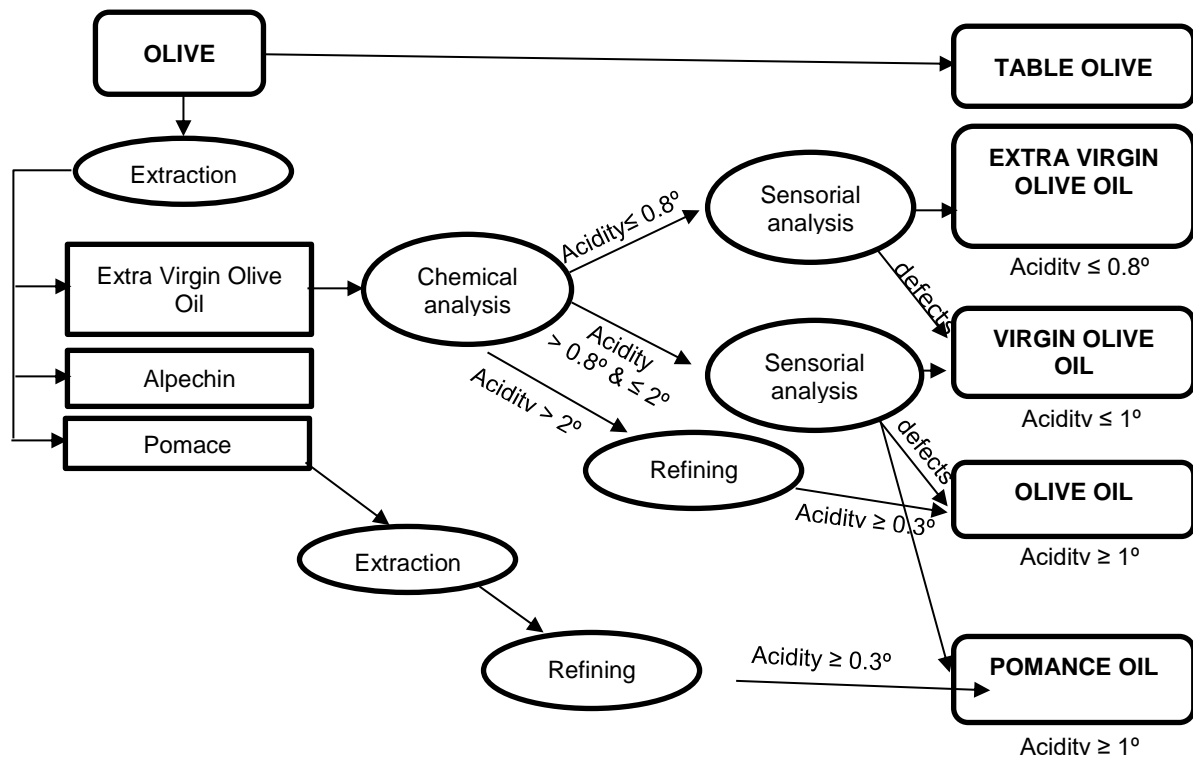 OLIVE
TABLE OLIVE
Extraction
EXTRA VIRGIN
OLIVE OIL
Acidity ≤ 0.8º
Sensorial
analysis
Acidity≤ 0.8º
Extra Virgin Olive
Oil
Chemical
analysis
defects
VIRGIN OLIVE
OIL
Acidity ≤ 1º
Acidity
> 0.8º & ≤ 2º
Sensorial
analysis
Alpechin
Acidity > 2º
Pomace
Refining
defects
OLIVE OIL
Acidity ≥ 0.3º
Acidity ≥ 1º
Extraction
Refining
Acidity ≥ 0.3º
POMANCE OIL
Acidity ≥ 1º